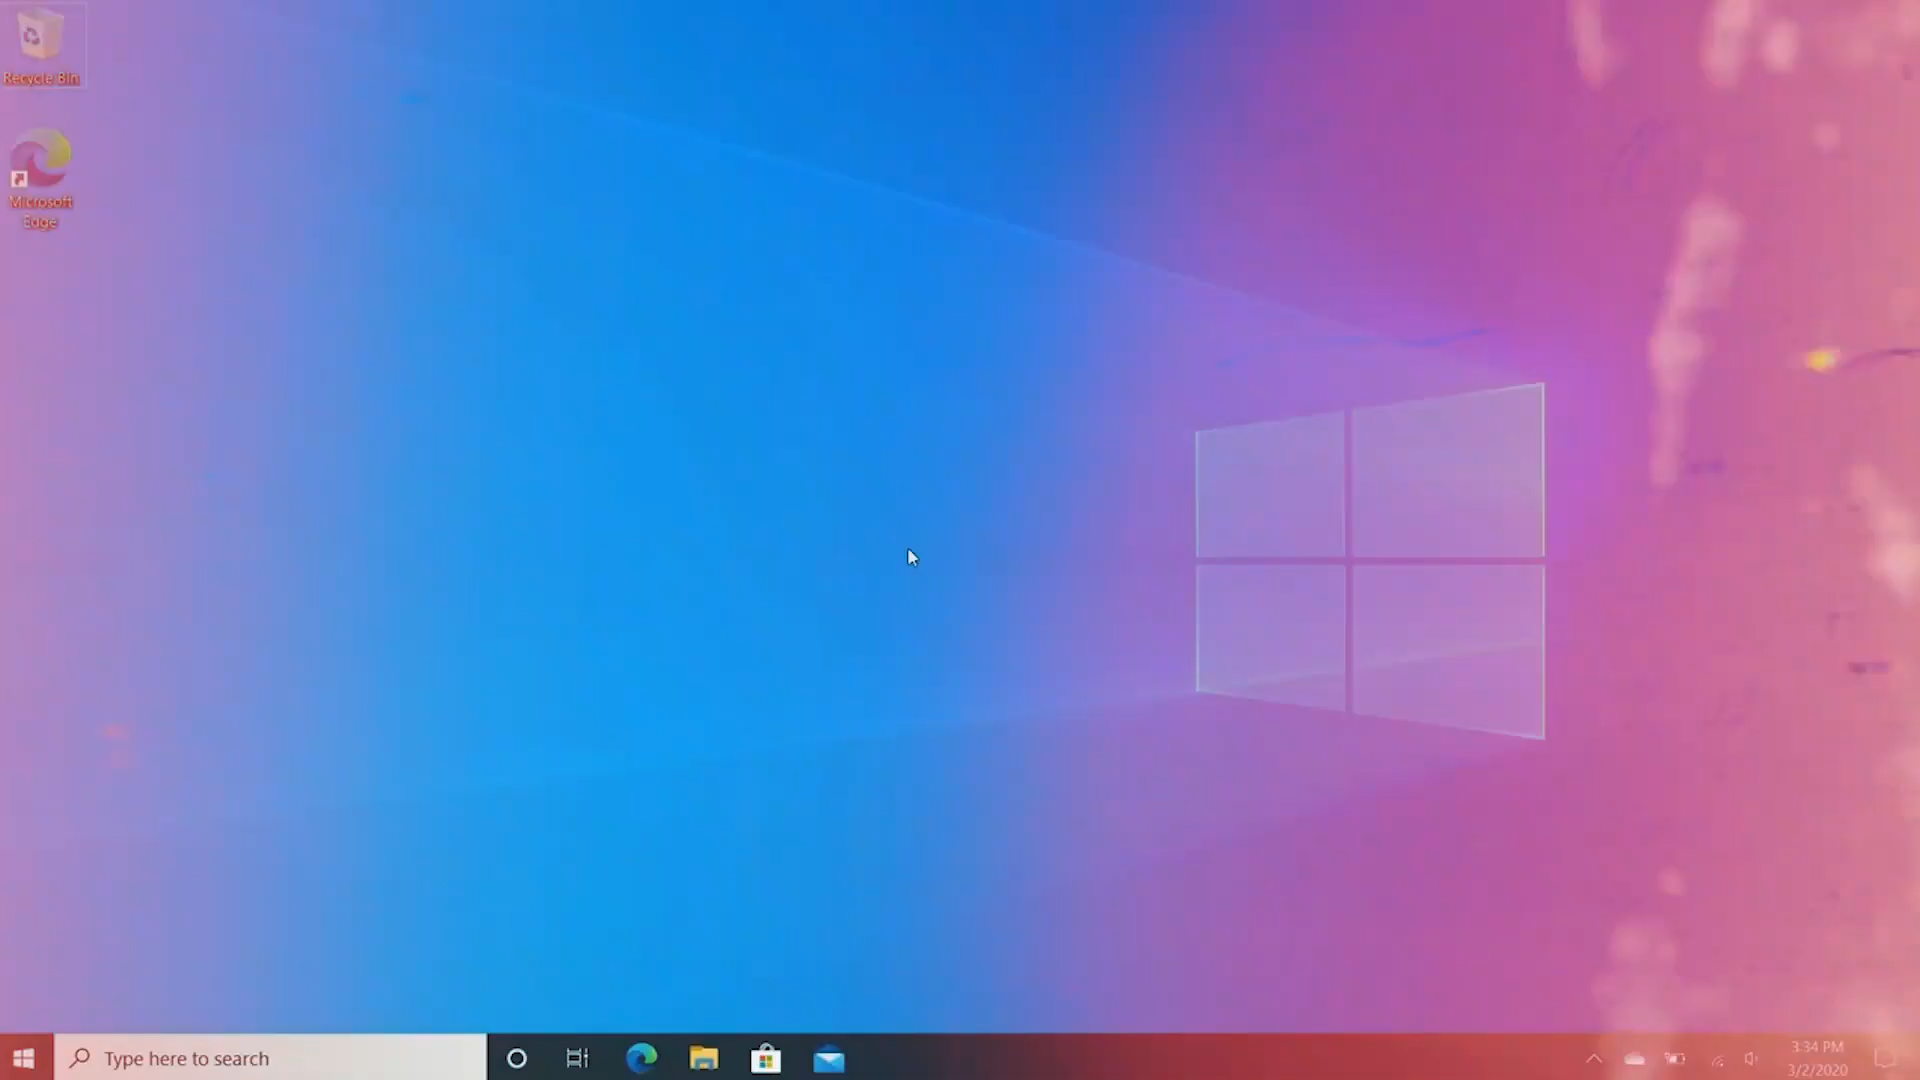 Recycle Bin
Microsoft
Edge
Type here to search
3:34 PM
3/2/2020